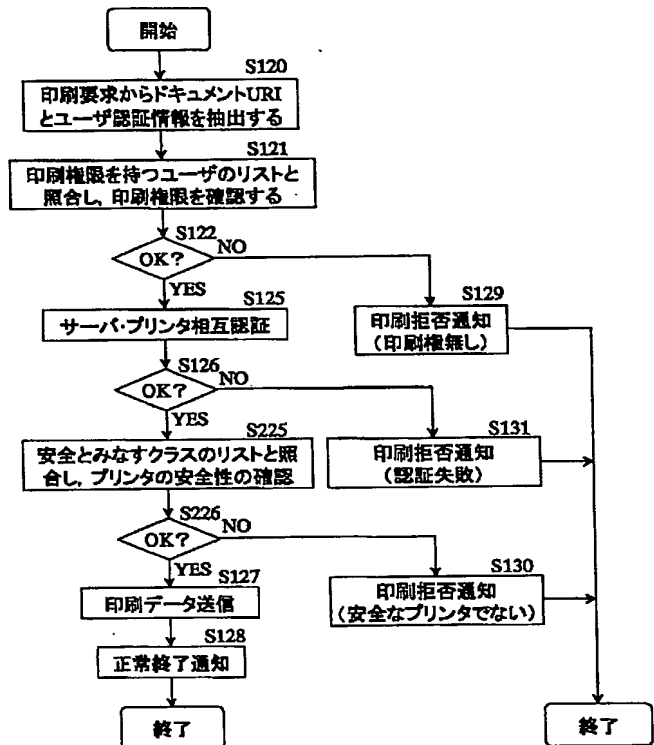 開始
S120
印刷要求からドキュメントURI
とユーザ認証情報を抽出する
S121
印刷権限を持つユーザのリストと
照合し,印刷権限を確認する
S122
OK?
NO
YES
S125
サーバ・プリンタ相互認証
S129
印刷拒否通知
(印刷権無し)
S126
OK?
NO
YES
S225
安全とみなすクラスのリストと照
合し,プリンタの安全性の確認
S131
印刷拒否通知
(認証失敗)
S226
OK?
NO
YES
S127
印刷データ送信
S130
印刷拒否通知
(安全なプリンタでない)
S128
正常終了通知
終了
終了